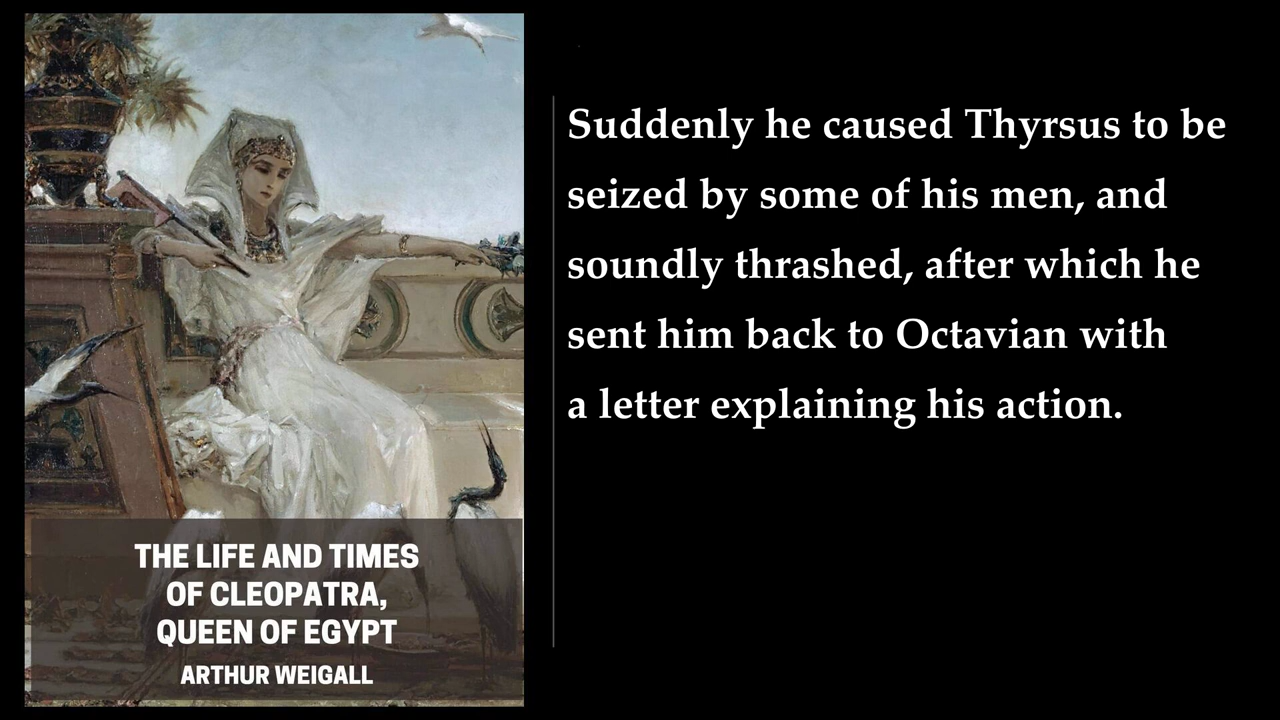 Suddenly he caused Thyrsus to be
seized by some of his men, and
soundly thrashed, after which he
sent him back to Octavian with
a letter explaining his action.
THE LIFE AND TIMES
OF CLEOPATRA,
QUEEN OF EGYPT
ARTHUR WEIGALL